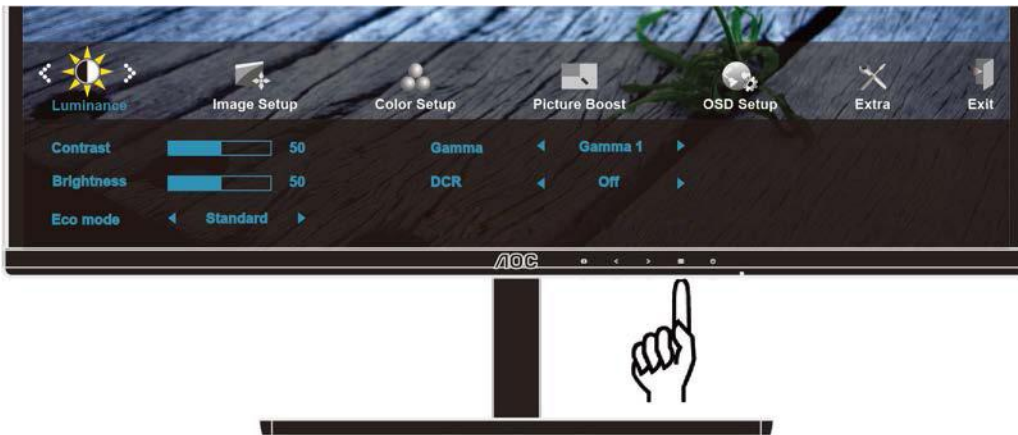 Luminance Image Setup Color Setup Picture Boost OSD Setup Extra Exit
Contrast 50 Gamma Gamma 1
Brightness 50 DCR Off
Eco mode Standard
AOC